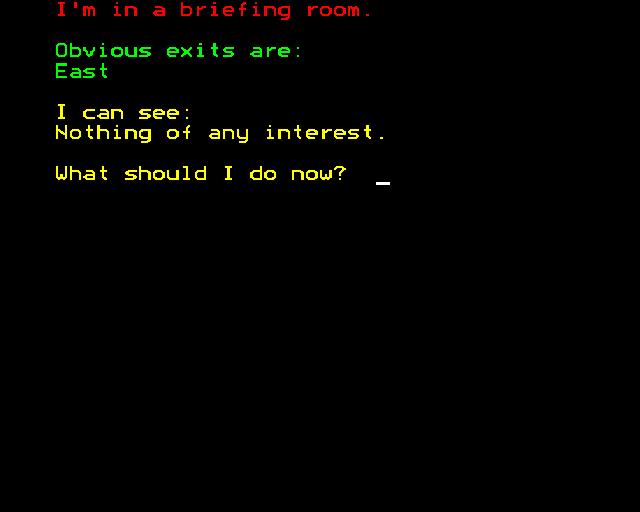 I'm in a briefing room.
Obvious exits are:
East
I can see:
Nothing of any interest.
What should I do now? _